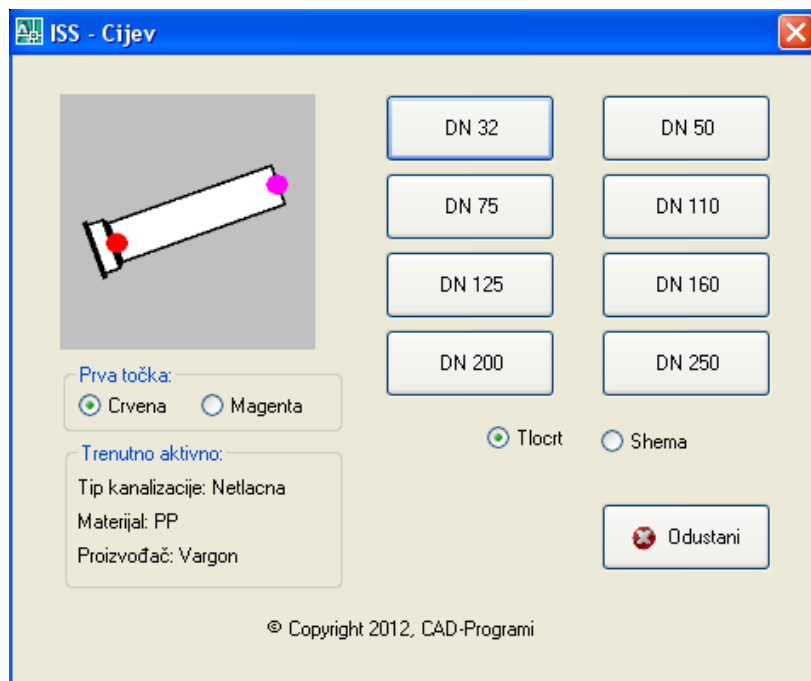 ISS - Cijev
DN 32
DN 50
DN 75
DN 110
DN 125
DN 160
DN 200
DN 250
Prva točka:
Crvena Magenta
Tlocrt Shema
Trenutno aktivno:
Tip kanalizacije: Netlacna
Materijal: PP
Proizvođač: Vargon
Odustani
© Copyright 2012, CAD-Programi